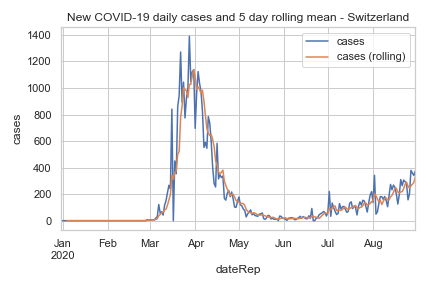 New COVID-19 daily cases and 5 day rolling mean - Switzerland
cases
cases (rolling)
1400
1200
1000
800
600
400
200
0
cases
Jan
2020
Feb
Mar
Apr
May
Jun
Jul
Aug
dateRep